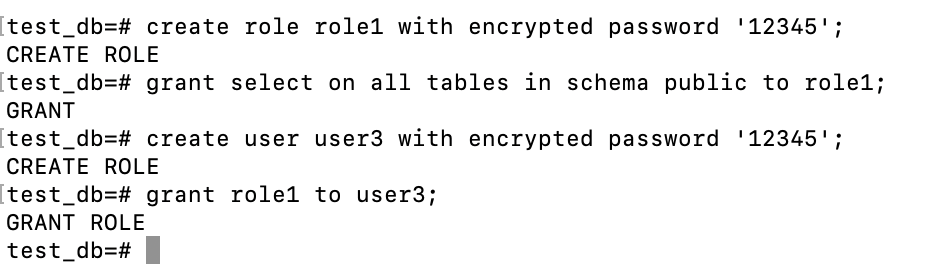 [test_db=# create role role1 with encrypted password '12345';
CREATE ROLE
[test_db=# grant select on all tables in schema public to role1;
GRANT
[test_db=# create user user3 with encrypted password '12345';
CREATE ROLE
[test_db=# grant role1 to user3;
GRANT ROLE
test_db=#